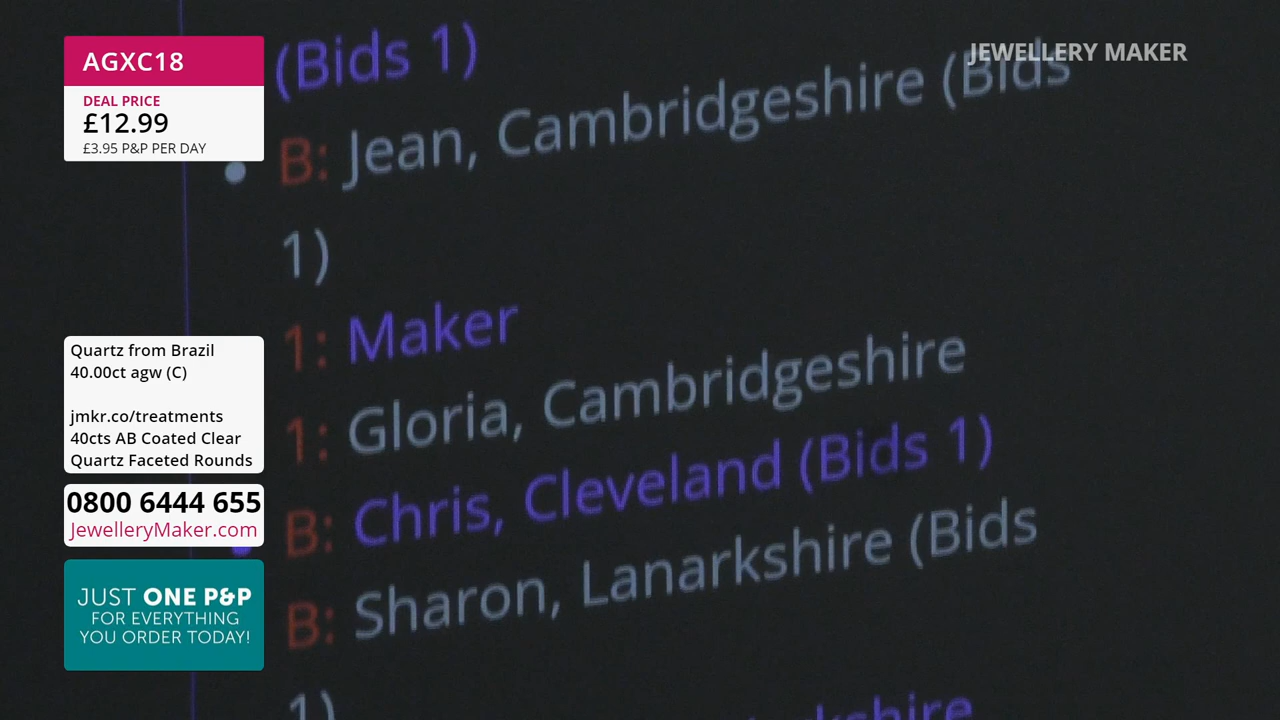 AGXC18
DEAL PRICE
£12.99
£3.95 P&P PER DAY
JEWELLERY MAKER
(Bids 1)
B: Jean, Cambridgeshire (Bids
1)
1: Maker
1: Gloria, Cambridgeshire
B: Chris, Cleveland (Bids 1)
B: Sharon, Lanarkshire (Bids
1)
Quartz from Brazil
40.00ct agw (C)
jmkr.co/treatments
40cts AB Coated Clear
Quartz Faceted Rounds
0800 6444 655
JewelleryMaker.com
JUST ONE P&P
FOR EVERYTHING
YOU ORDER TODAY!